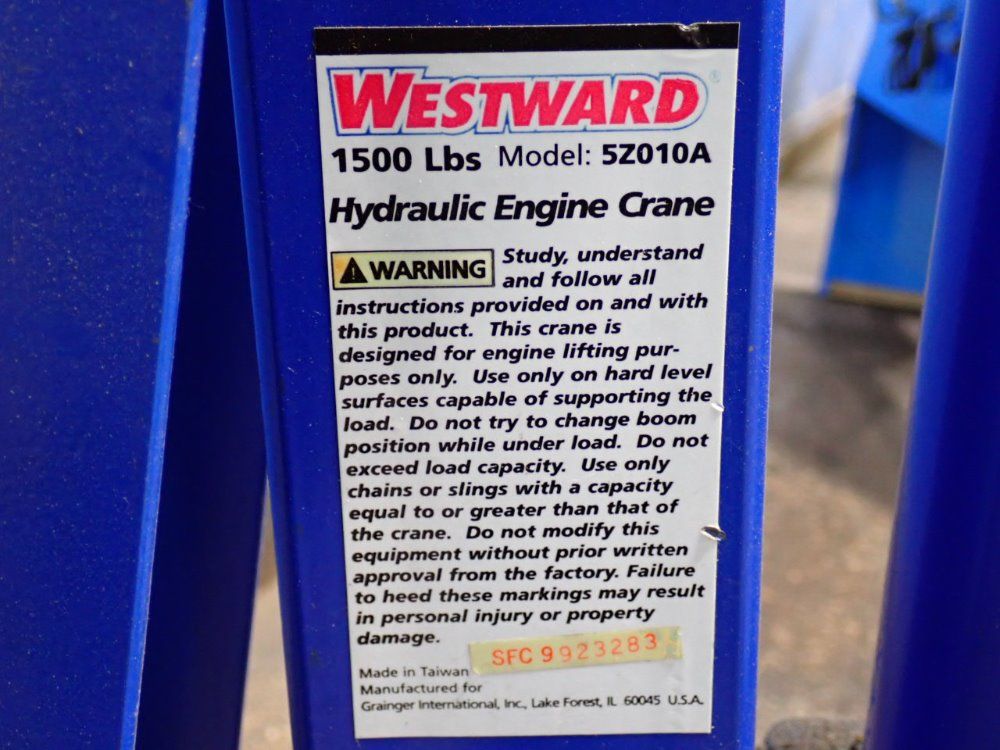 WESTWARD®
1500 Lbs Model: 5Z010A
Hydraulic Engine Crane
WARNING Study, understand
and follow all
instructions provided on and with
this product. This crane is
designed for engine lifting pur-
poses only. Use only on hard level
surfaces capable of supporting the
load. Do not try to change boom
position while under load. Do not
exceed load capacity. Use only
chains or slings with a capacity
equal to or greater than that of
the crane. Do not modify this
equipment without prior written
approval from the factory. Failure
to heed these markings may result
in personal injury or property
damage.
SFC 9923283
Made in Taiwan
Manufactured for
Grainger International, Inc., Lake Forest, IL 60045 U.S.A.